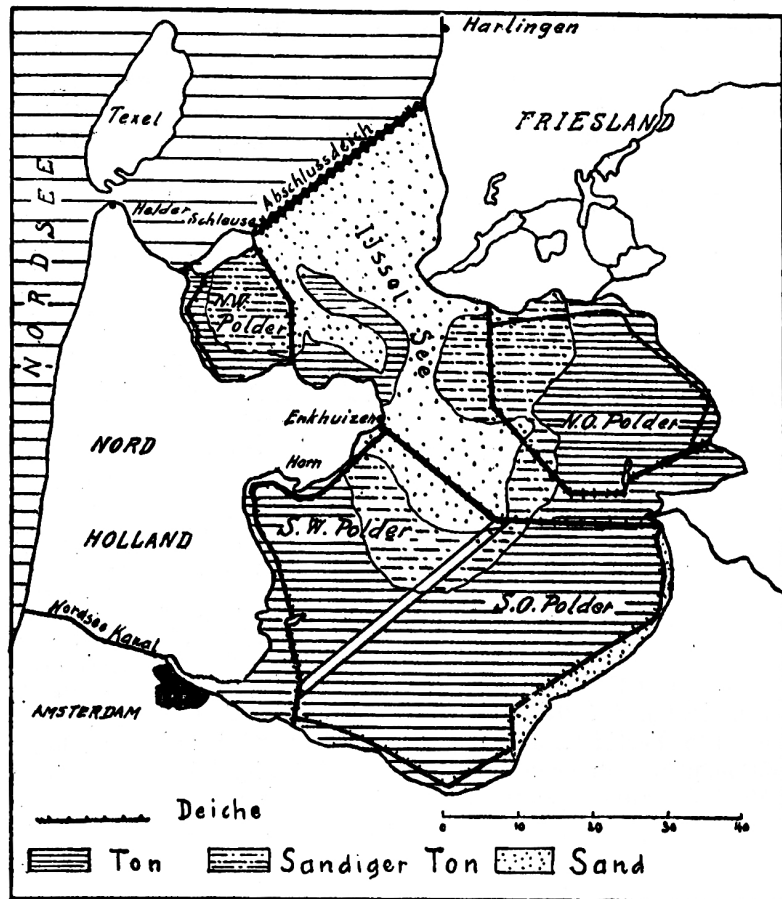 Harlingen
Texel
FRIESLAND
Abschlussdeich
Helder
Schleuse
NORDSEE
IJssel
See
N.W.
Polder
Enkhuizen
N.O. Polder
NORD
Horn
S.W. Polder
HOLLAND
S.O. Polder
Nordsee Kanal
AMSTERDAM
Deiche
0 10 20 30 40
Ton Sandiger Ton Sand